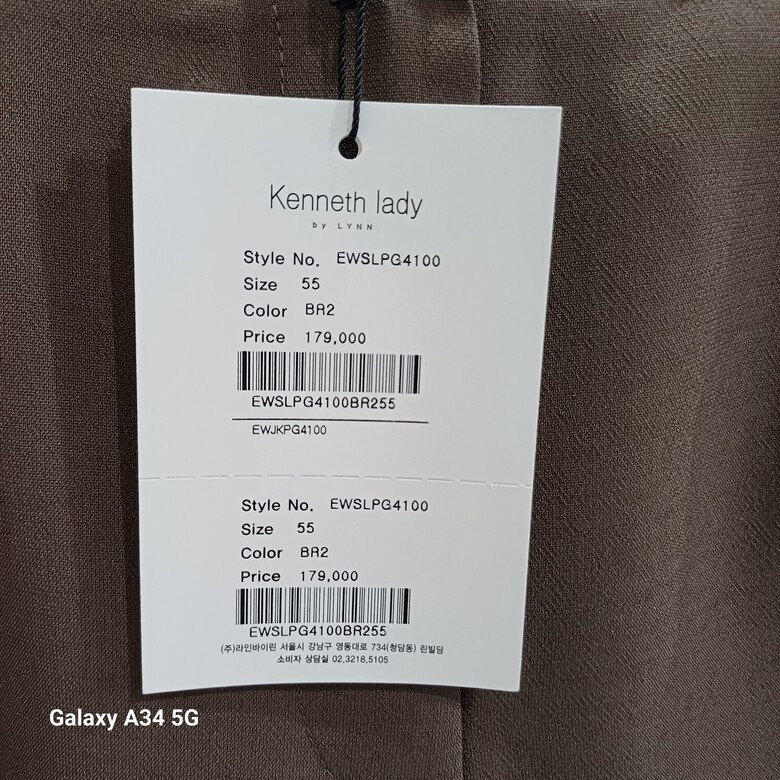 Kenneth lady
by LYNN
Style No. EWSLPG4100
Size 55
Color BR2
Price 179,000
EWSLPG4100BR255
EWJKPG4100
Style No. EWSLPG4100
Size 55
Color BR2
Price 179,000
EWSLPG4100BR255
(주)라인바이린 서울시 강남구 영동대로 734(청담동) 린빌딩
소비자 상담실 02,3218,5105
Galaxy A34 5G